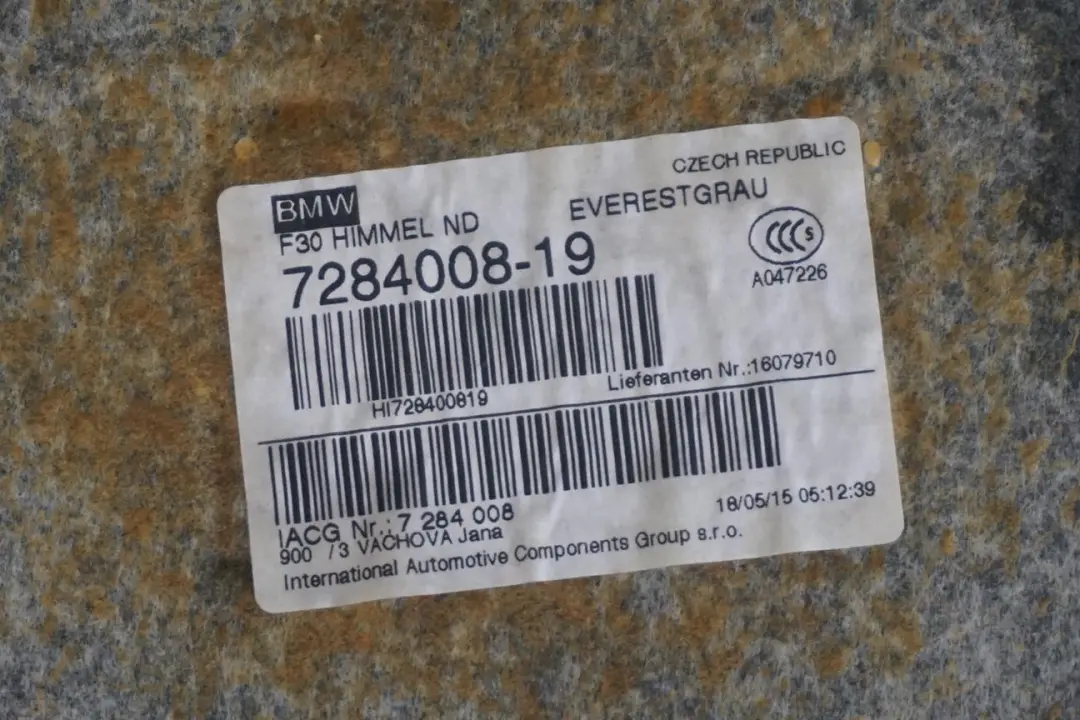 CZECH REPUBLIC
BMW
EVERESTGRAU
F30 HIMMEL ND
7284008-19
CCC S
A047226
Lieferanten Nr.:16079710
HI728400819
IACG Nr.:7 284 008
18/05/15 05:12:39
900 /3 VACHOVA Jana
International Automotive Components Group s.r.o.